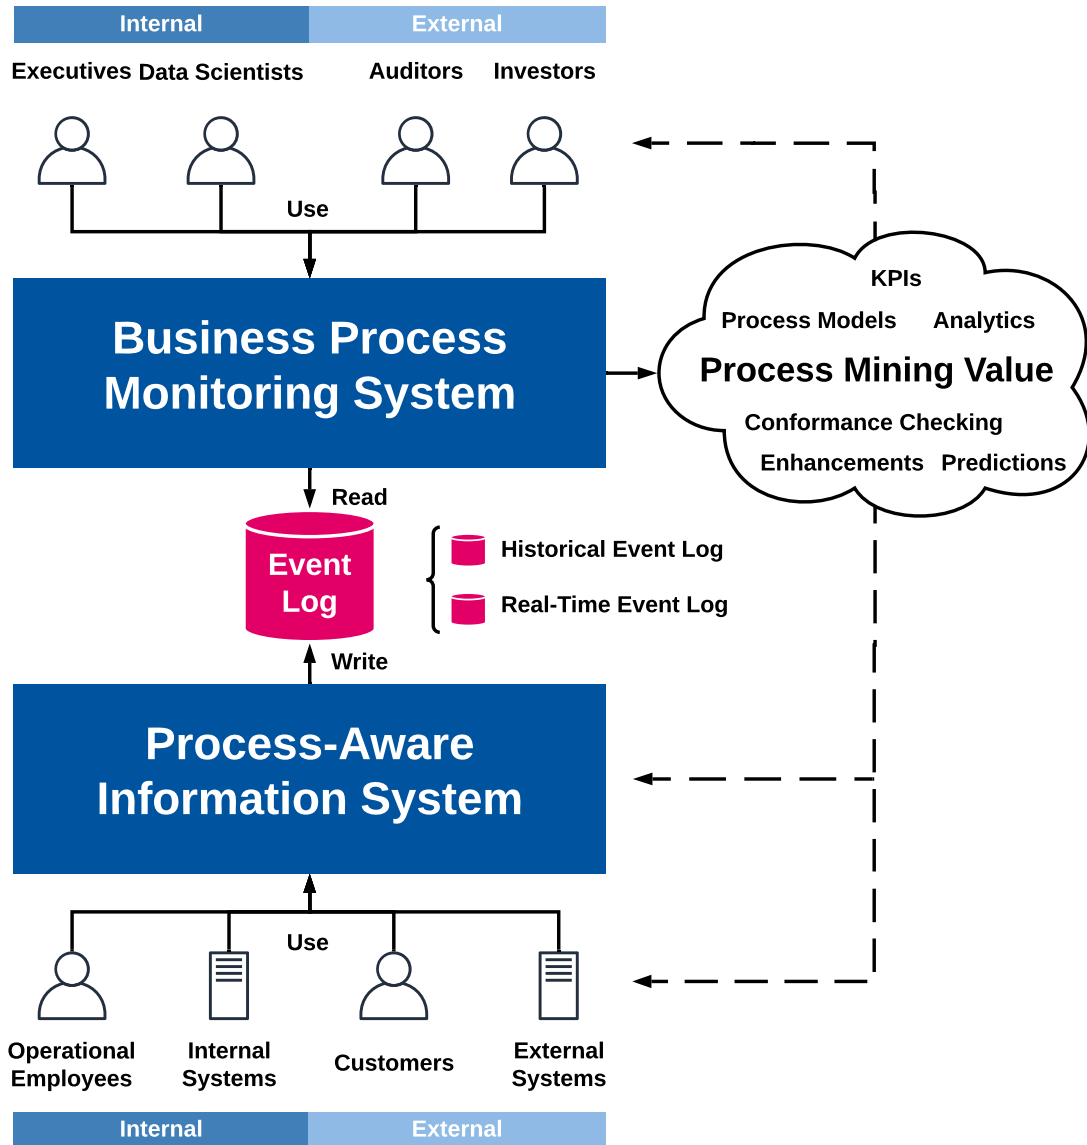 Internal
External
Executives
Data Scientists
Auditors
Investors
Use
Business Process
Monitoring System
KPIs
Process Models
Analytics
Process Mining Value
Conformance Checking
Enhancements
Predictions
Read
Event
Log
Historical Event Log
Real-Time Event Log
Write
Process-Aware
Information System
Use
Operational
Employees
Internal
Systems
Customers
External
Systems
Internal
External